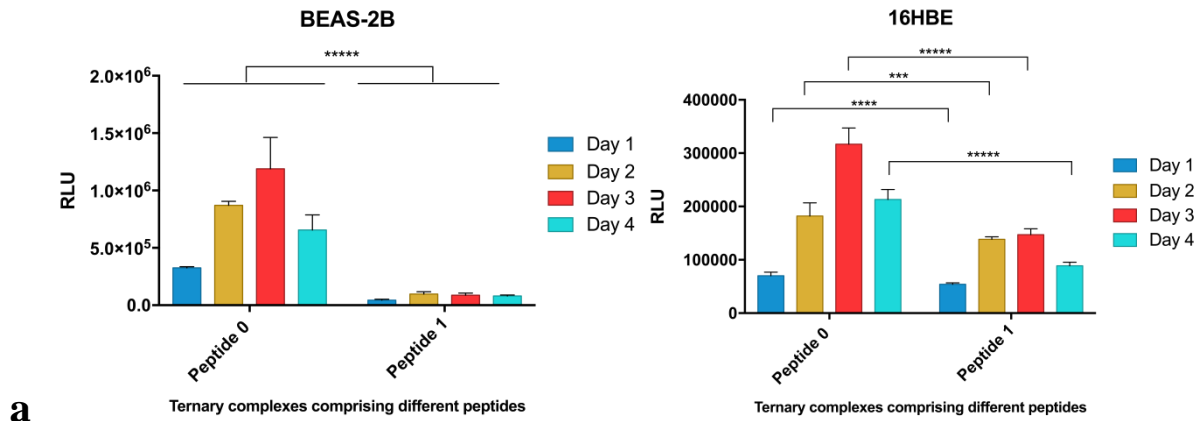 BEAS-2B
*****
2.0×10⁶
1.5×10⁶
1.0×10⁶
5.0×10⁵
0.0
RLU
Peptide 0
Peptide 1
Ternary complexes comprising different peptides
Day 1
Day 2
Day 3
Day 4
16HBE
*****
***
****
*****
400000
300000
200000
100000
0
RLU
Peptide 0
Peptide 1
Ternary complexes comprising different peptides
Day 1
Day 2
Day 3
Day 4
a